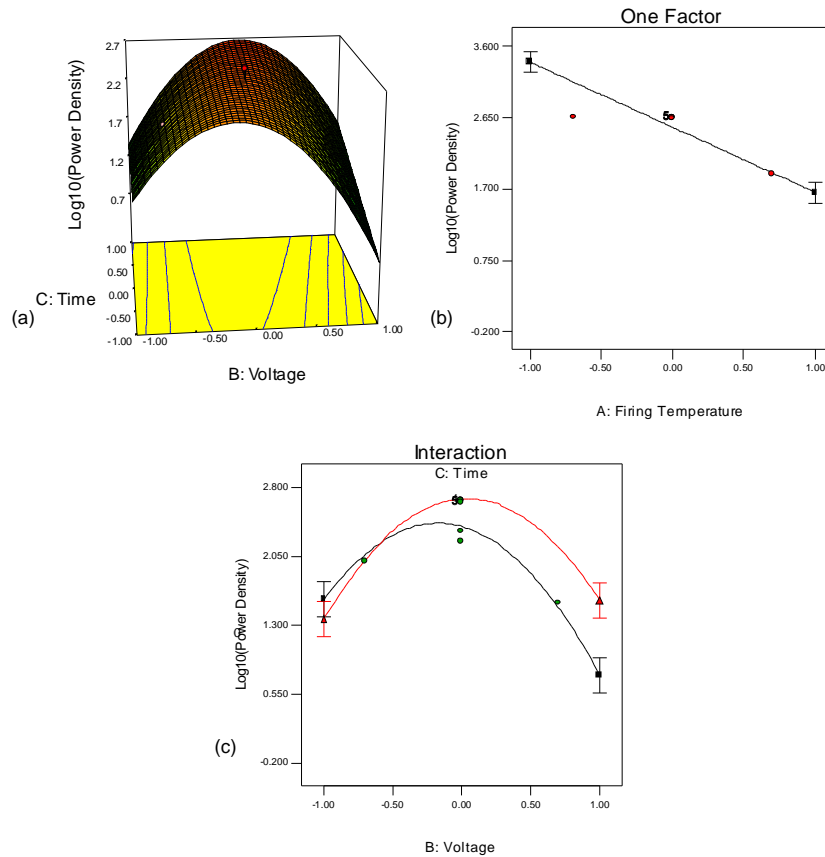 2.7
2.2
1.7
1.2
0.7
Log10(Power Density)
1.00
0.50
0.00
-0.50
-1.00
C: Time
-1.00
-0.50
0.00
0.50
1.00
B: Voltage
(a)
One Factor
3.600
2.650
1.700
0.750
-0.200
Log10(Power Density)
5
-1.00
-0.50
0.00
0.50
1.00
A: Firing Temperature
(b)
Interaction
C: Time
2.800
2.050
1.300
0.550
-0.200
Log10(Power Density)
-1.00
-0.50
0.00
0.50
1.00
B: Voltage
(c)